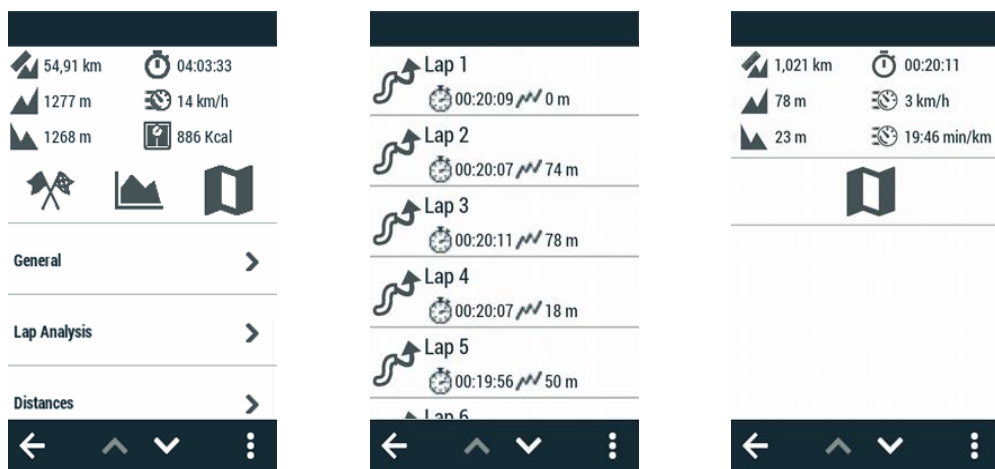 54,91 km 04:03:33
1277 m 14 km/h
1268 m 886 Kcal
General
Lap Analysis
Distances
Lap 1
00:20:09 0 m
Lap 2
00:20:07 74 m
Lap 3
00:20:11 78 m
Lap 4
00:20:07 18 m
Lap 5
00:19:56 50 m
Lap 6
1,021 km 00:20:11
78 m 3 km/h
23 m 19:46 min/km